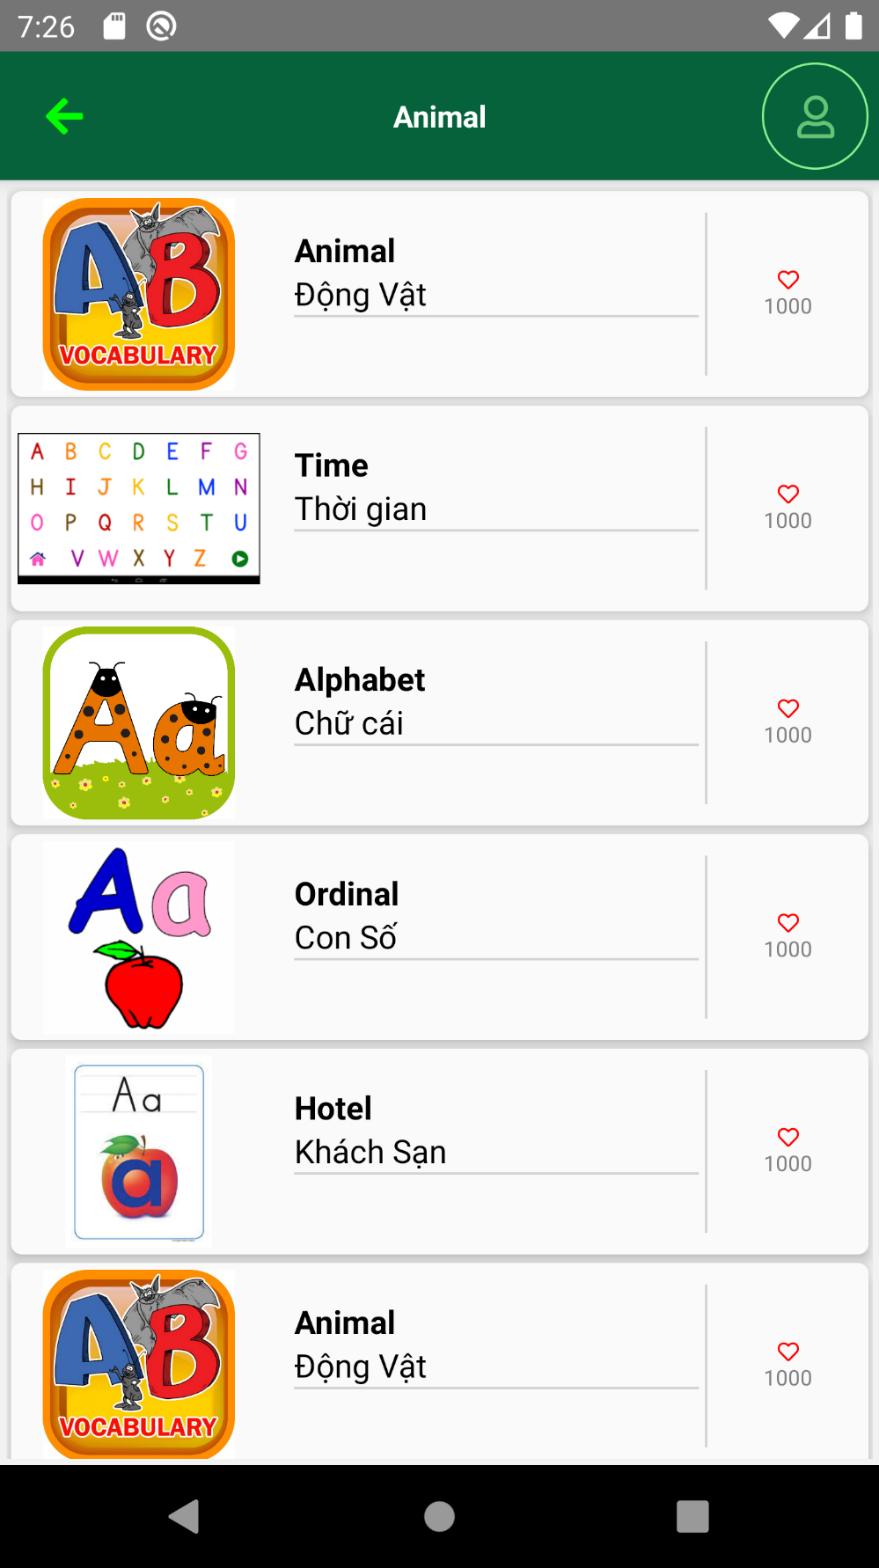 7:26
Animal
AB
VOCABULARY
Animal
Động Vật
1000
A B C D E F G
H I J K L M N
O P Q R S T U
V W X Y Z
Time
Thời gian
1000
Aa
Alphabet
Chữ cái
1000
Aa
Ordinal
Con Số
1000
Aa
a
Hotel
Khách Sạn
1000
AB
VOCABULARY
Animal
Động Vật
1000